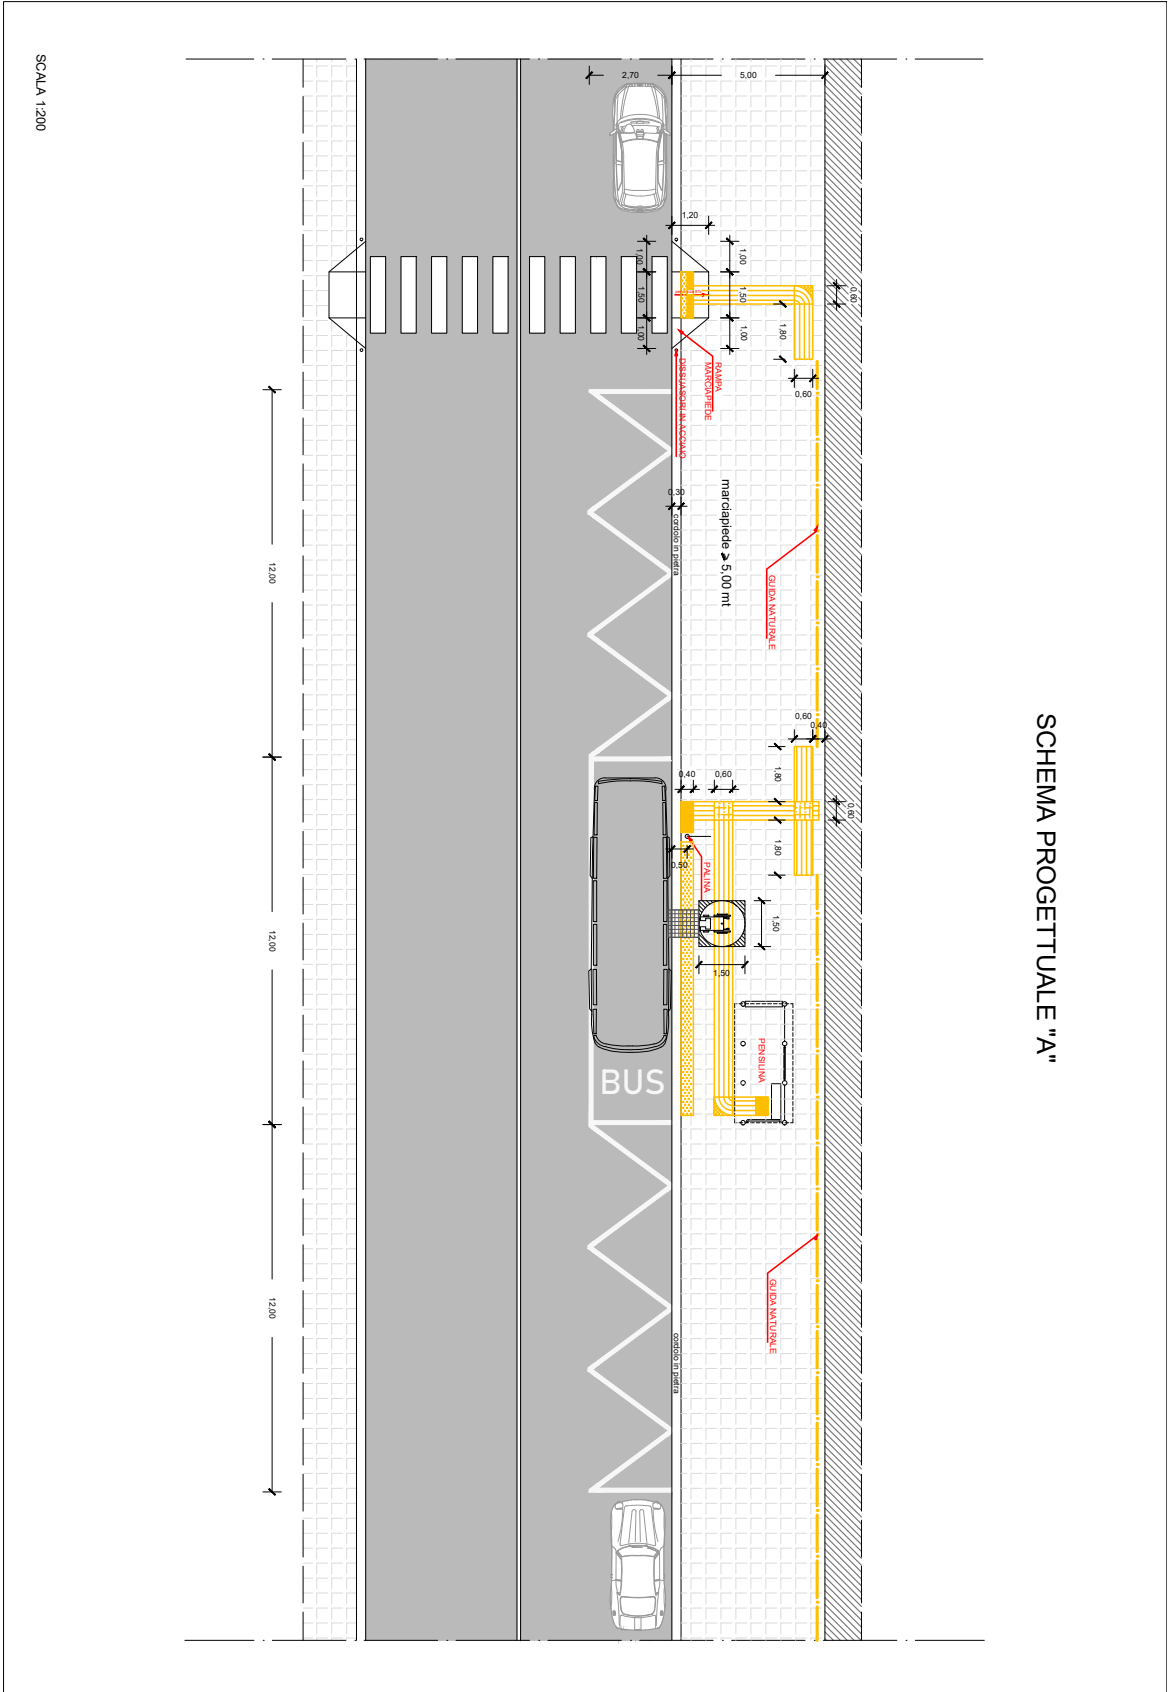 SCHEMA PROGETTUALE "A"
SCALA 1:200
2,70
5,00
1,20
1,00
1,50
1,00
1,00
1,50
1,00
0,60
1,80
0,60
RAMPA
MARCIAPIEDE
DISSUASORI IN ACCIAIO
0,30
cordolo in pietra
marciapiede > 5,00 mt
GUIDA NATURALE
12,00
0,60
0,40
1,80
0,60
1,80
0,40
0,60
0,50
PALINA
1,50
1,50
12,00
PENSILINA
BUS
GUIDA NATURALE
cordolo in pietra
12,00